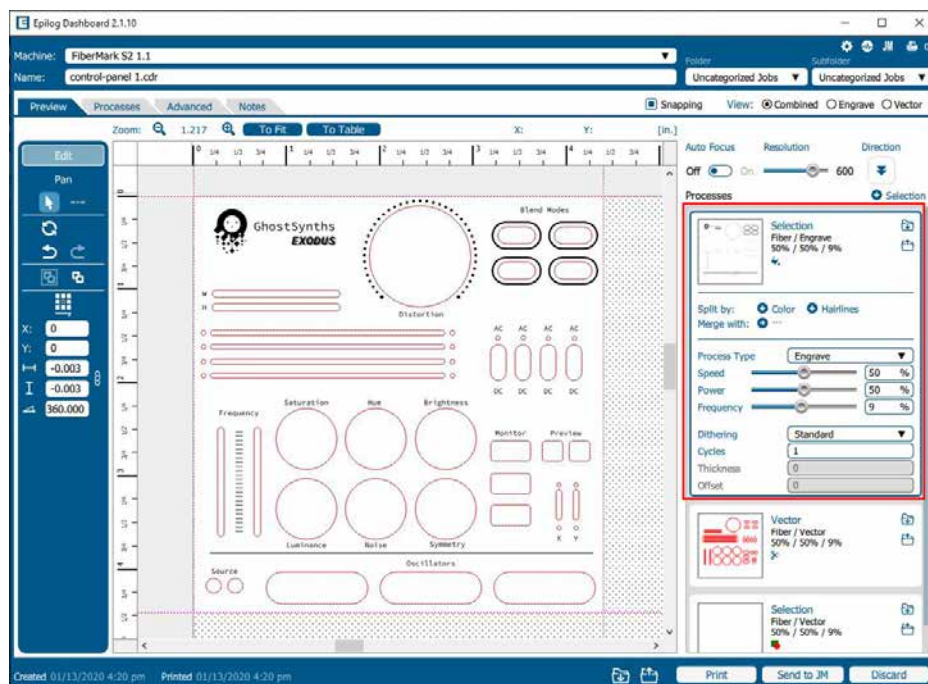 Epilog Dashboard 2.1.10
Machine: FiberMark S2 1.1
Name: control-panel 1.cdr
JM
Folder Subfolder
Uncategorized Jobs Uncategorized Jobs
Preview Processes Advanced Notes
Snapping View: Combined Engrave Vector
Zoom: 1.217 To Fit To Table X: Y: [in.]
Edit
Pan
X: 0
Y: 0
-0.003
-0.003
360.000
GhostSynths
EXODUS
Blend Modes
W
H
Distortion
AC AC AC AC
DC DC DC DC
Saturation Hue Brightness
Frequency
Monitor Preview
Luminance Noise Symmetry
X Y
Source
Oscillators
Auto Focus Resolution Direction
Off On 600
Processes Selection
Selection
Fiber / Engrave
50% / 50% / 9%
Split by: Color Hairlines
Merge with: ---
Process Type Engrave
Speed 50 %
Power 50 %
Frequency 9 %
Dithering Standard
Cycles 1
Thickness 0
Offset 0
Vector
Fiber / Vector
50% / 50% / 9%
Selection
Fiber / Vector
50% / 50% / 9%
Created 01/13/2020 4:20 pm Printed 01/13/2020 4:20 pm
Print Send to JM Discard